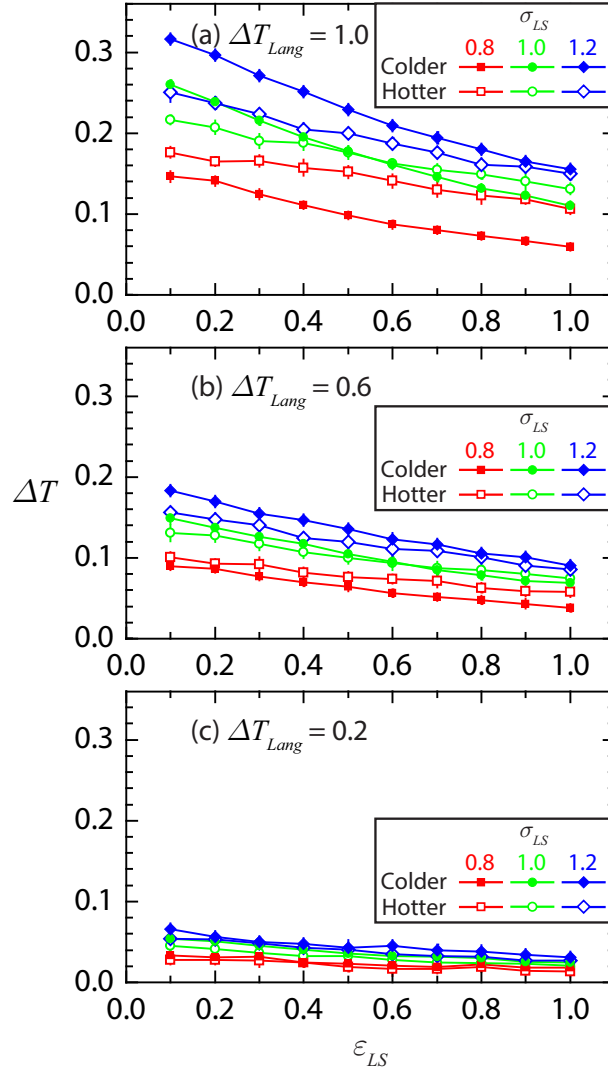 (a) ΔT_Lang = 1.0
σ_LS
0.8 1.0 1.2
Colder
Hotter
0.3
0.2
0.1
0.0
0.0 0.2 0.4 0.6 0.8 1.0
(b) ΔT_Lang = 0.6
σ_LS
0.8 1.0 1.2
Colder
Hotter
ΔT
0.3
0.2
0.1
0.0
0.0 0.2 0.4 0.6 0.8 1.0
(c) ΔT_Lang = 0.2
σ_LS
0.8 1.0 1.2
Colder
Hotter
0.3
0.2
0.1
0.0
0.0 0.2 0.4 0.6 0.8 1.0
ε_LS